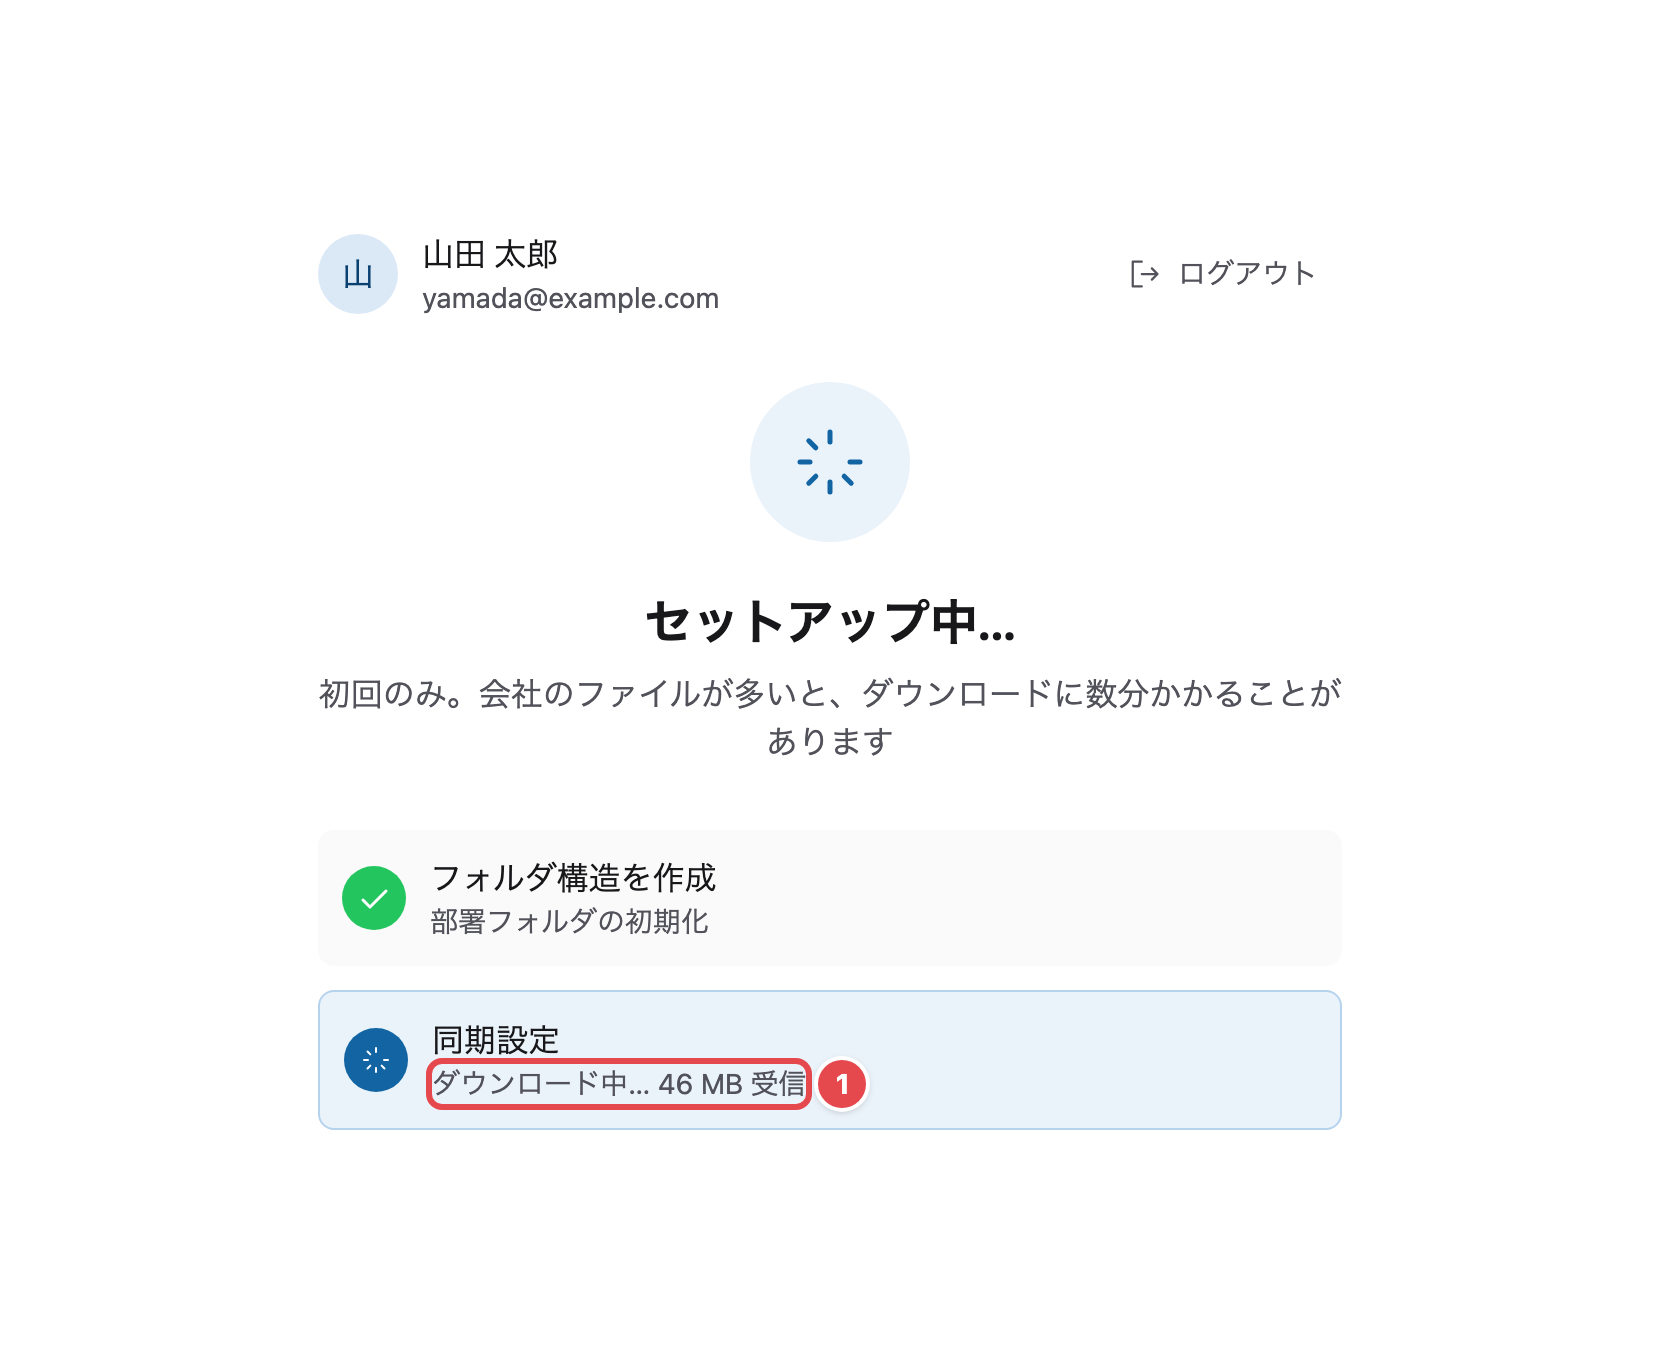 山
山田 太郎
yamada@example.com
ログアウト
セットアップ中...
初回のみ。会社のファイルが多いと、ダウンロードに数分かかることが
あります
フォルダ構造を作成
部署フォルダの初期化
同期設定
ダウンロード中... 46 MB 受信
1